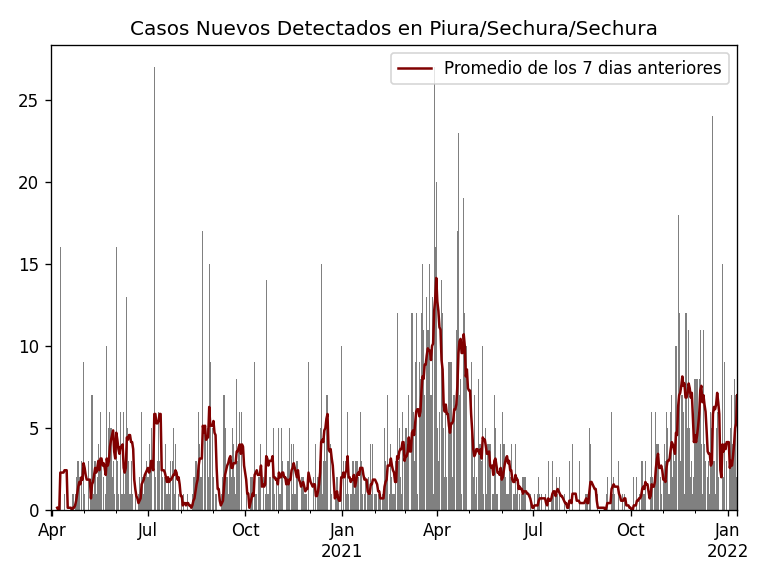 Casos Nuevos Detectados en Piura/Sechura/Sechura
Promedio de los 7 dias anteriores
25
20
15
10
5
0
Apr Jul Oct Jan Apr Jul Oct Jan
2021 2022